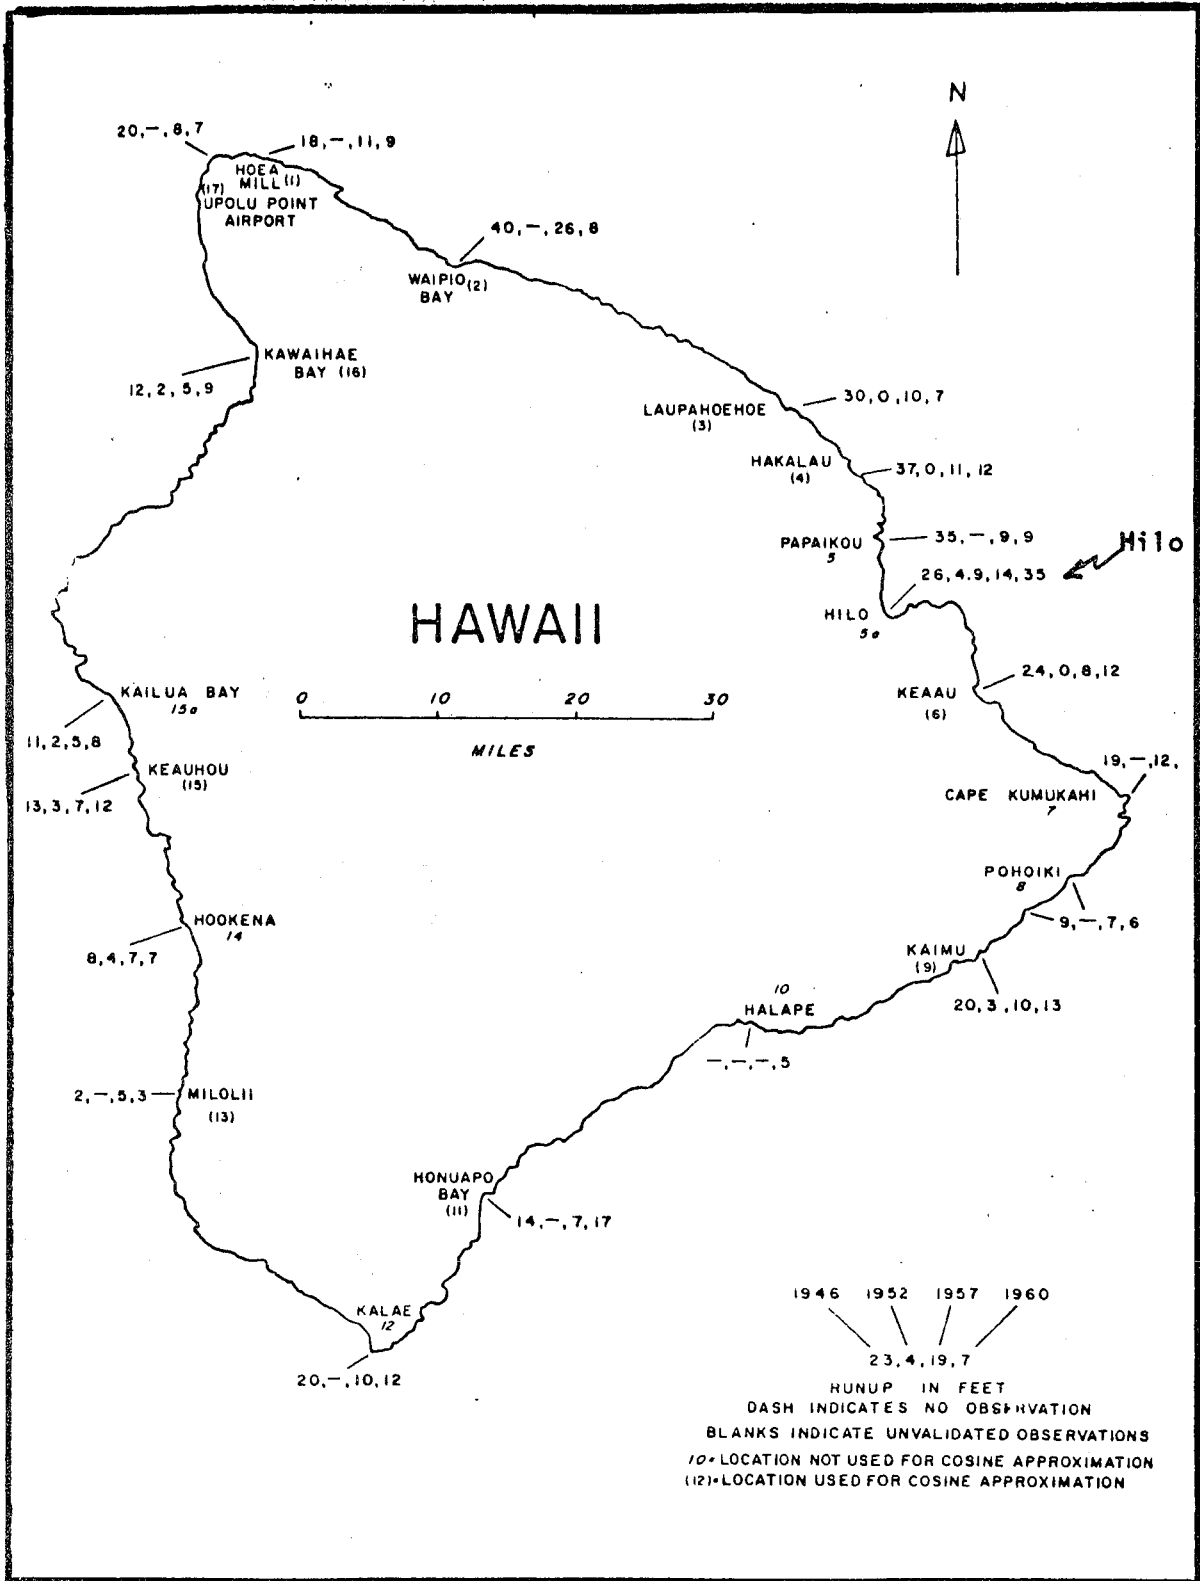 N
20,–,8,7
18,–,11,9
HOEA
MILL (1)
(17)
UPOLU POINT
AIRPORT
40,–,26,8
WAIPIO (2)
BAY
KAWAIHAE
BAY (16)
12,2,5,9
30,0,10,7
LAUPAHOEHOE
(3)
HAKALAU
(4)
37,0,11,12
PAPAIKOU
5
35,–,9,9
Hilo
26,4.9,14,35
HILO
5a
HAWAII
24,0,8,12
KEAAU
(6)
KAILUA BAY
15a
0 10 20 30
MILES
11,2,5,8
KEAUHOU
(15)
13,3,7,12
19,–,12,
CAPE KUMUKAHI
7
POHOIKI
8
9,–,7,6
HOOKENA
14
8,4,7,7
KAIMU
(9)
20,3,10,13
10
HALAPE
–,–,–,5
2,–,5,3
MILOLII
(13)
HONUAPO
BAY
(11)
14,–,7,17
KALAE
12
20,–,10,12
1946 1952 1957 1960
23,4,19,7
RUNUP IN FEET
DASH INDICATES NO OBSERVATION
BLANKS INDICATE UNVALIDATED OBSERVATIONS
10=LOCATION NOT USED FOR COSINE APPROXIMATION
(12)=LOCATION USED FOR COSINE APPROXIMATION